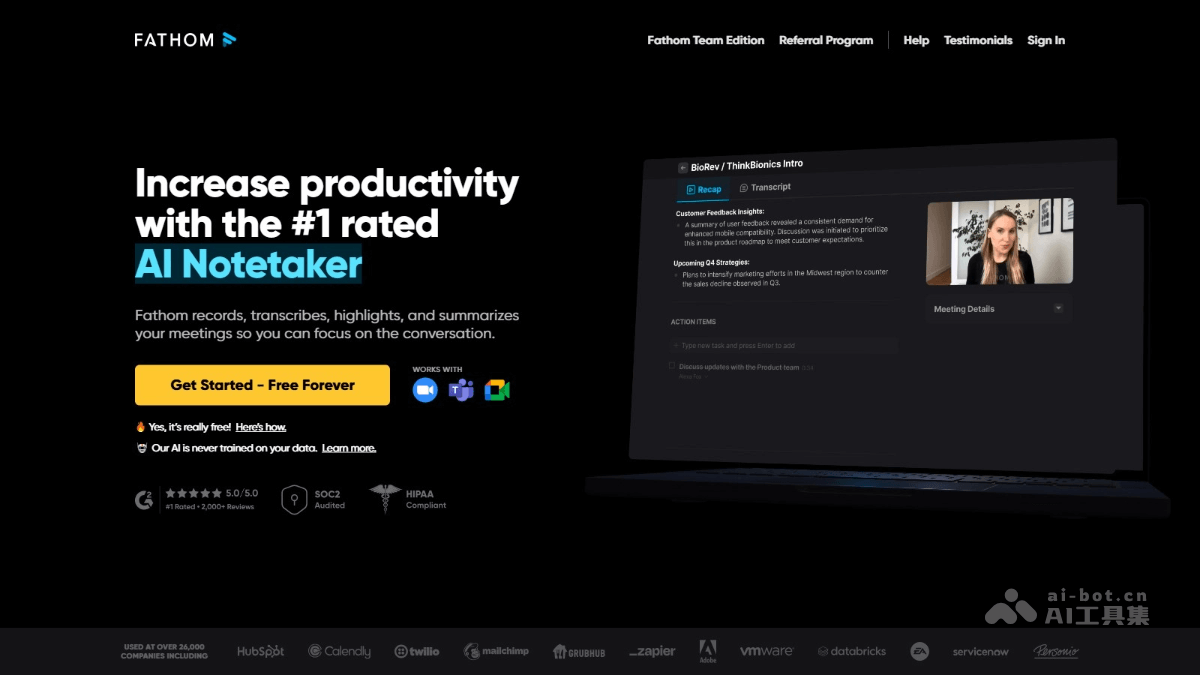 FATHOM
Fathom Team Edition
Referral Program
Help
Testimonials
Sign In
Increase productivity
with the #1 rated
AI Notetaker
Fathom records, transcribes, highlights, and summarizes
your meetings so you can focus on the conversation.
Get Started - Free Forever
WORKS WITH
🔥 Yes, it's really free! Here's how.
Our AI is never trained on your data. Learn more.
5.0/5.0
#1 Rated • 2,000+ Reviews
SOC2
Audited
HIPAA
Compliant
BioRev / ThinkBionics Intro
Recap
Transcript
Customer Feedback Insights:
A summary of user feedback revealed a consistent demand for
enhanced mobile compatibility. Discussion was initiated to prioritize
this in the product roadmap to meet customer expectations.
Upcoming Q4 Strategies:
Plans to intensify marketing efforts in the Midwest region to counter
the sales decline observed in Q3.
ACTION ITEMS
+ Type new task and press Enter to add
Discuss updates with the Product team
Meeting Details
ai-bot.cn
AI工具集
USED AT OVER 26,000
COMPANIES INCLUDING
HubSpot
Calendly
twilio
mailchimp
GRUBHUB
_zapier
Adobe
vmware
databricks
EA
servicenow
Personio